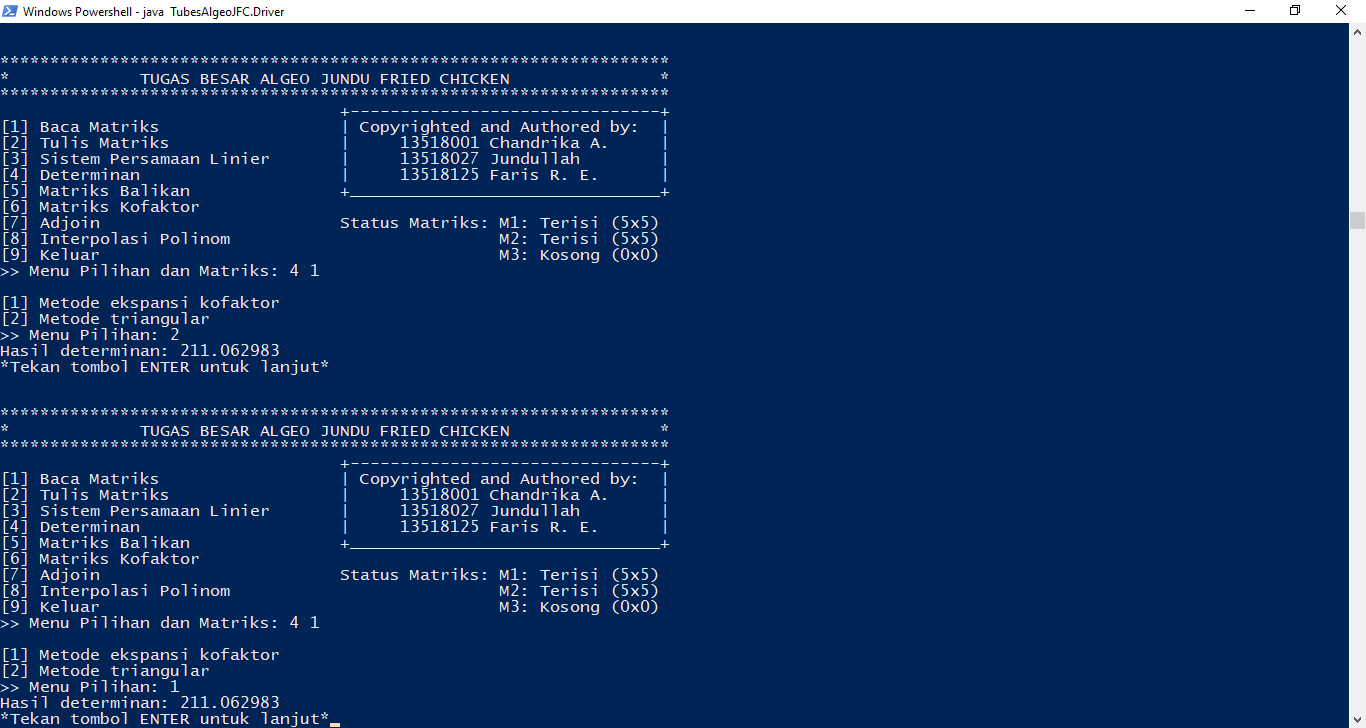 Windows Powershell - java  TubesAlgeoJFC.Driver
*******************************************************************
*             TUGAS BESAR ALGEO JUNDU FRIED CHICKEN               *
*******************************************************************
                                  +-------------------------------+
[1] Baca Matriks                  | Copyrighted and Authored by:  |
[2] Tulis Matriks                 |     13518001 Chandrika A.     |
[3] Sistem Persamaan Linier       |     13518027 Jundullah        |
[4] Determinan                    |     13518125 Faris R. E.      |
[5] Matriks Balikan               +_______________________________+
[6] Matriks Kofaktor
[7] Adjoin                        Status Matriks: M1: Terisi (5x5)
[8] Interpolasi Polinom                           M2: Terisi (5x5)
[9] Keluar                                        M3: Kosong (0x0)
>> Menu Pilihan dan Matriks: 4 1
[1] Metode ekspansi kofaktor
[2] Metode triangular
>> Menu Pilihan: 2
Hasil determinan: 211.062983
*Tekan tombol ENTER untuk lanjut*
*******************************************************************
*             TUGAS BESAR ALGEO JUNDU FRIED CHICKEN               *
*******************************************************************
                                  +-------------------------------+
[1] Baca Matriks                  | Copyrighted and Authored by:  |
[2] Tulis Matriks                 |     13518001 Chandrika A.     |
[3] Sistem Persamaan Linier       |     13518027 Jundullah        |
[4] Determinan                    |     13518125 Faris R. E.      |
[5] Matriks Balikan               +_______________________________+
[6] Matriks Kofaktor
[7] Adjoin                        Status Matriks: M1: Terisi (5x5)
[8] Interpolasi Polinom                           M2: Terisi (5x5)
[9] Keluar                                        M3: Kosong (0x0)
>> Menu Pilihan dan Matriks: 4 1
[1] Metode ekspansi kofaktor
[2] Metode triangular
>> Menu Pilihan: 1
Hasil determinan: 211.062983
*Tekan tombol ENTER untuk lanjut*